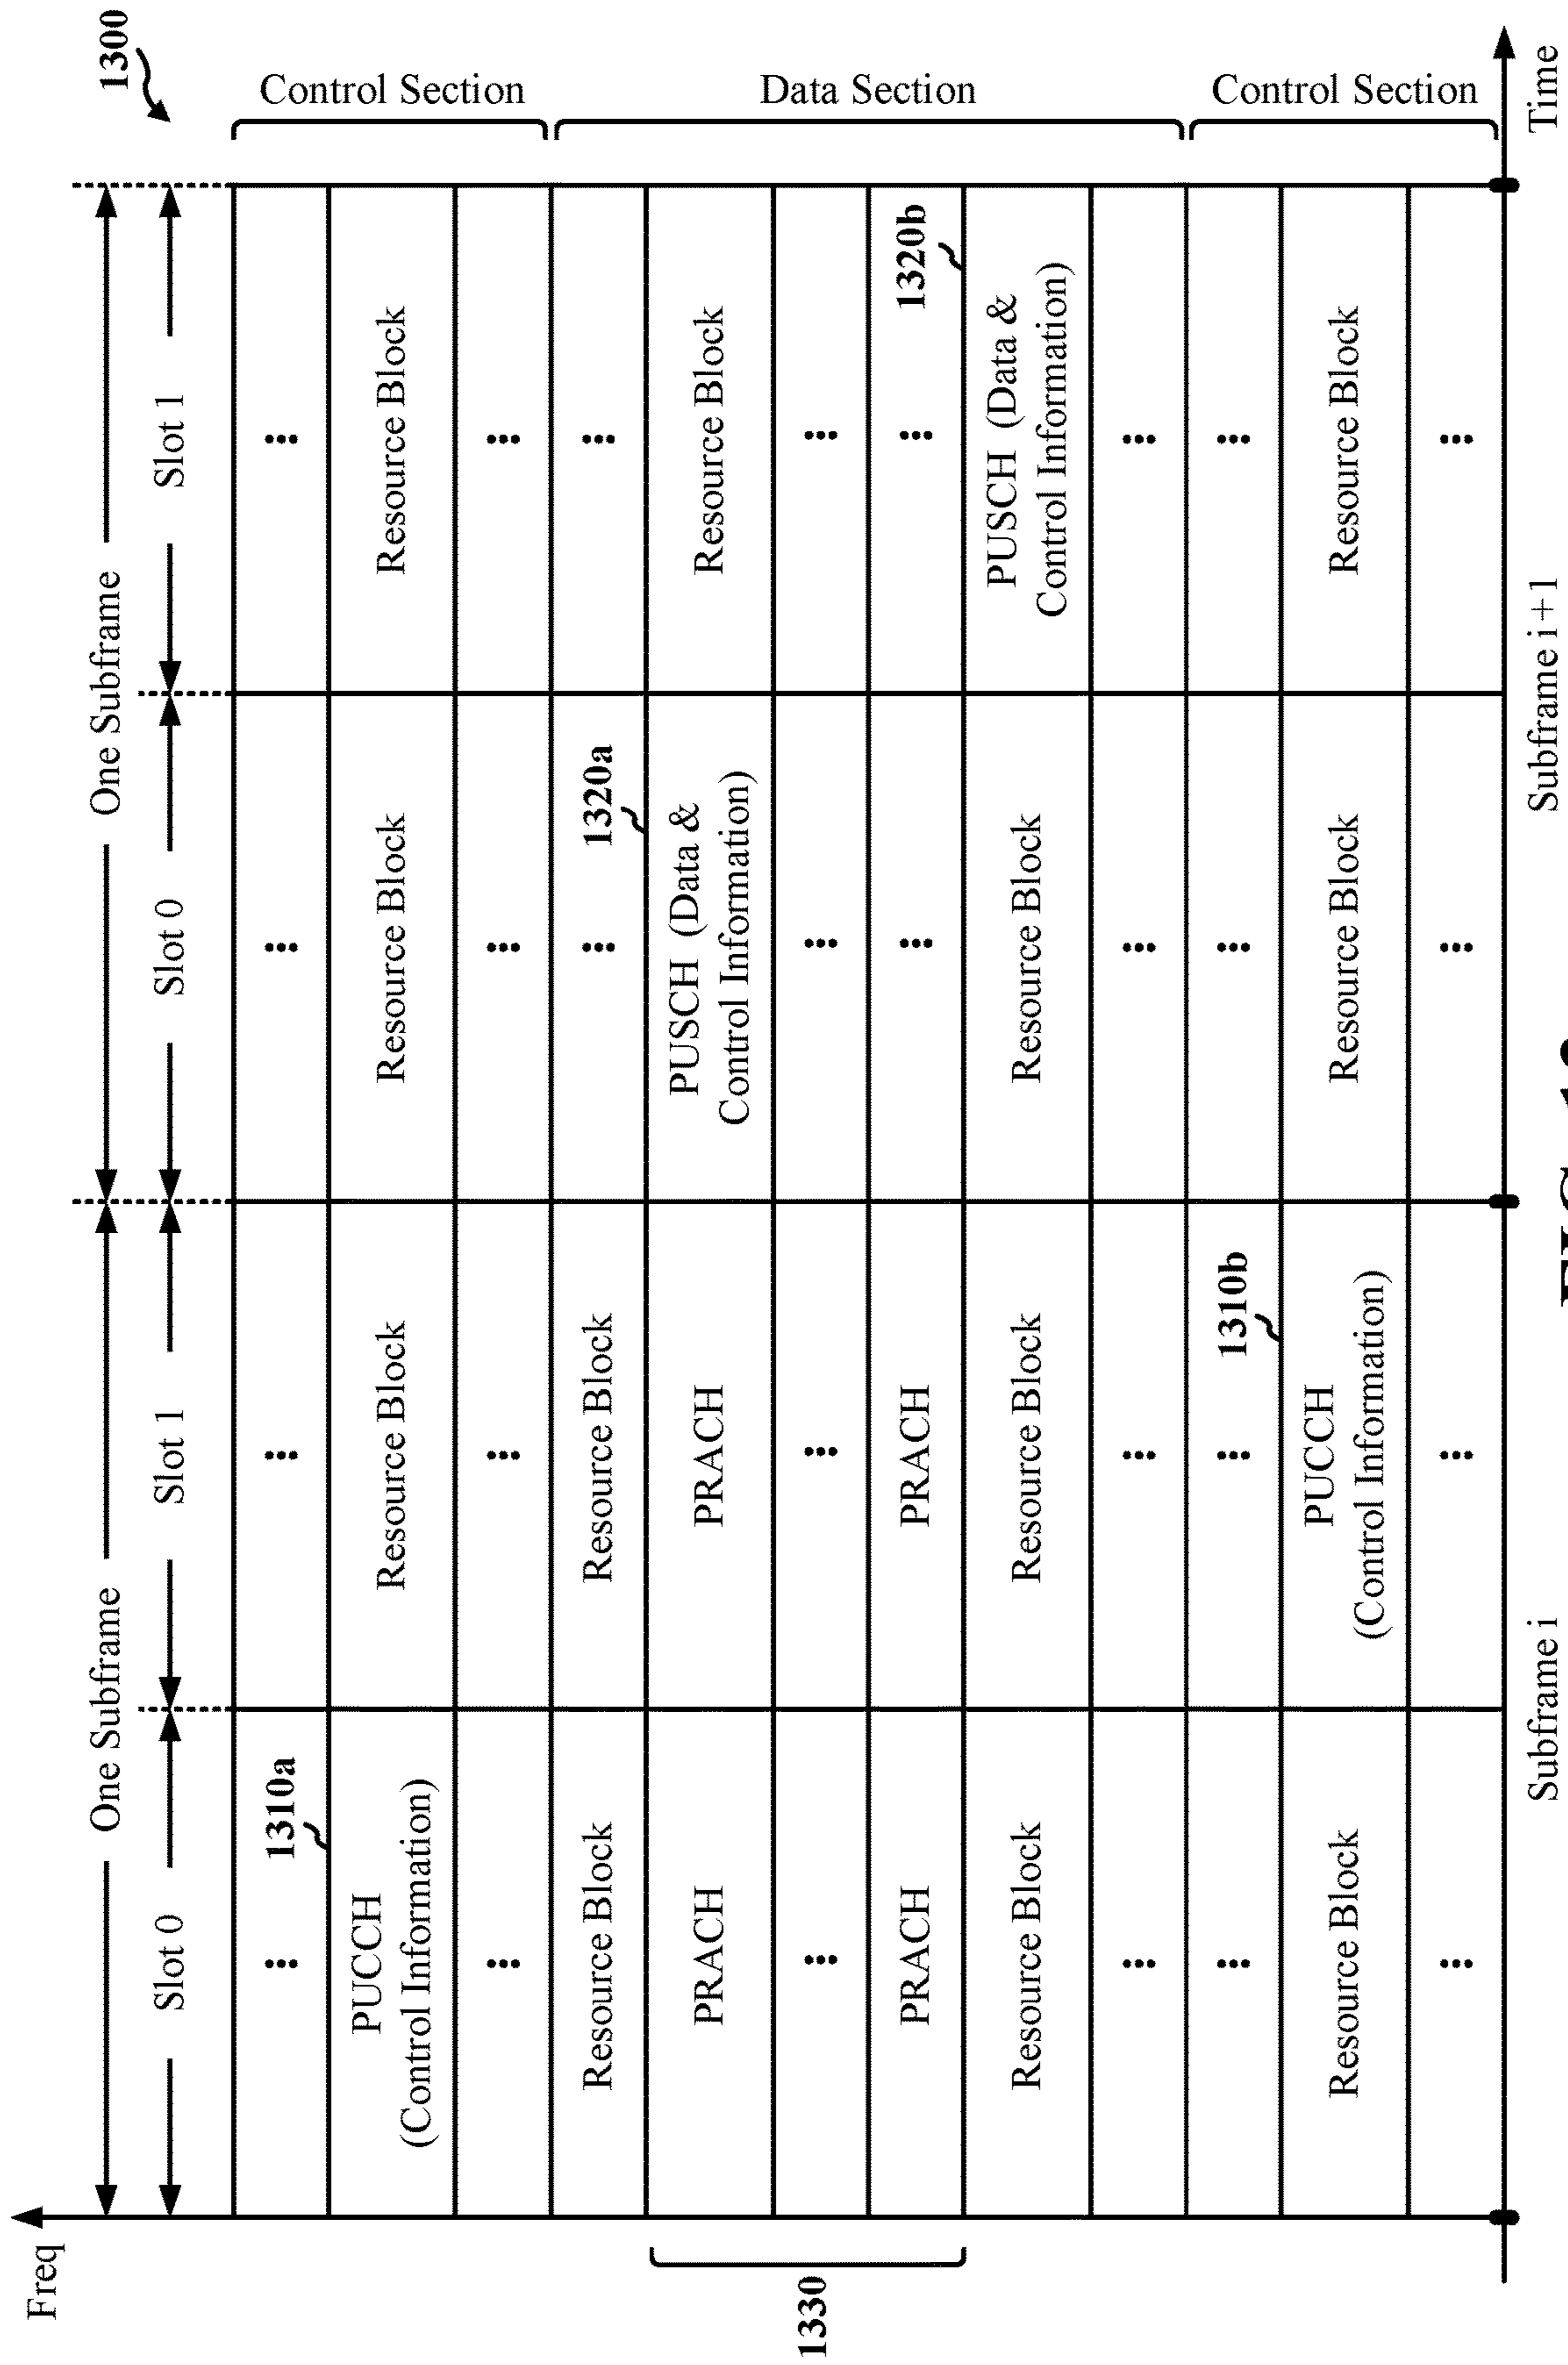 Freq
One Subframe
One Subframe
1300
Slot 0
Slot 1
Slot 0
Slot 1
1310a
PUCCH
(Control Information)
Resource Block
Resource Block
Resource Block
Control Section
Resource Block
Resource Block
1320a
PRACH
PRACH
PUSCH (Data &
Control Information)
Resource Block
1330
Data Section
PRACH
PRACH
1320b
Resource Block
Resource Block
Resource Block
PUSCH (Data &
Control Information)
1310b
Resource Block
PUCCH
(Control Information)
Resource Block
Resource Block
Control Section
Subframe i
Subframe i+1
Time